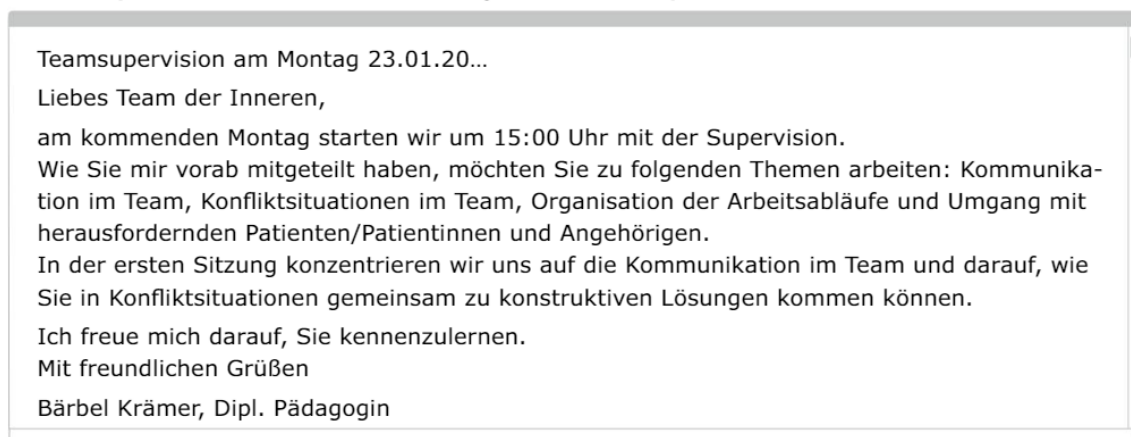 Teamsupervision am Montag 23.01.20…
Liebes Team der Inneren,
am kommenden Montag starten wir um 15:00 Uhr mit der Supervision.
Wie Sie mir vorab mitgeteilt haben, möchten Sie zu folgenden Themen arbeiten: Kommunika-
tion im Team, Konfliktsituationen im Team, Organisation der Arbeitsabläufe und Umgang mit
herausfordernden Patienten/Patientinnen und Angehörigen.
In der ersten Sitzung konzentrieren wir uns auf die Kommunikation im Team und darauf, wie
Sie in Konfliktsituationen gemeinsam zu konstruktiven Lösungen kommen können.
Ich freue mich darauf, Sie kennenzulernen.
Mit freundlichen Grüßen
Bärbel Krämer, Dipl. Pädagogin